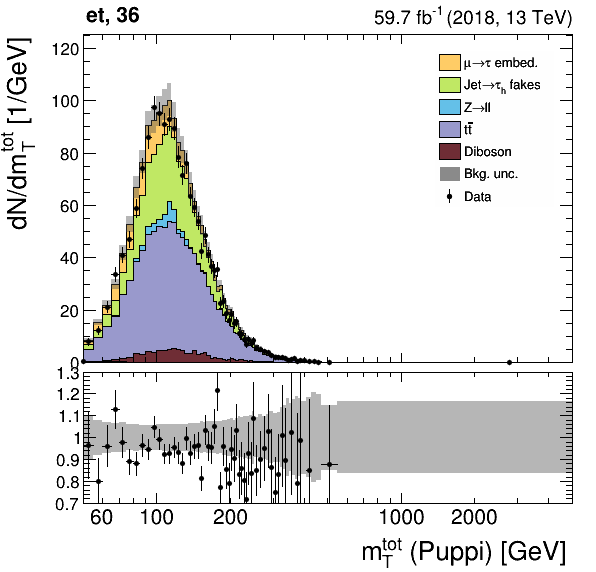 et, 36
59.7 fb⁻¹ (2018, 13 TeV)
dN/dm_T^tot [1/GeV]
120
100
80
60
40
20
0
μ→τ embed.
Jet→τ_h fakes
Z→ll
tt̄
Diboson
Bkg. unc.
Data
1.3
1.2
1.1
1
0.9
0.8
0.7
60 100 200 1000 2000
m_T^tot (Puppi) [GeV]